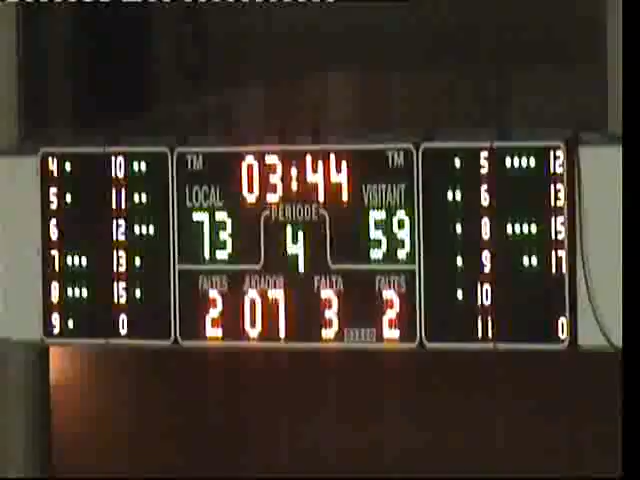 TM 03:44 TM
LOCAL VISITANT
PERIODE
73 4 59
FALTES JUGADOR FALTA FALTES
2 07 3 2
4 10
5 11
6 12
7 13
8 15
9 0
5 12
6 13
8 15
9 17
10
11 0